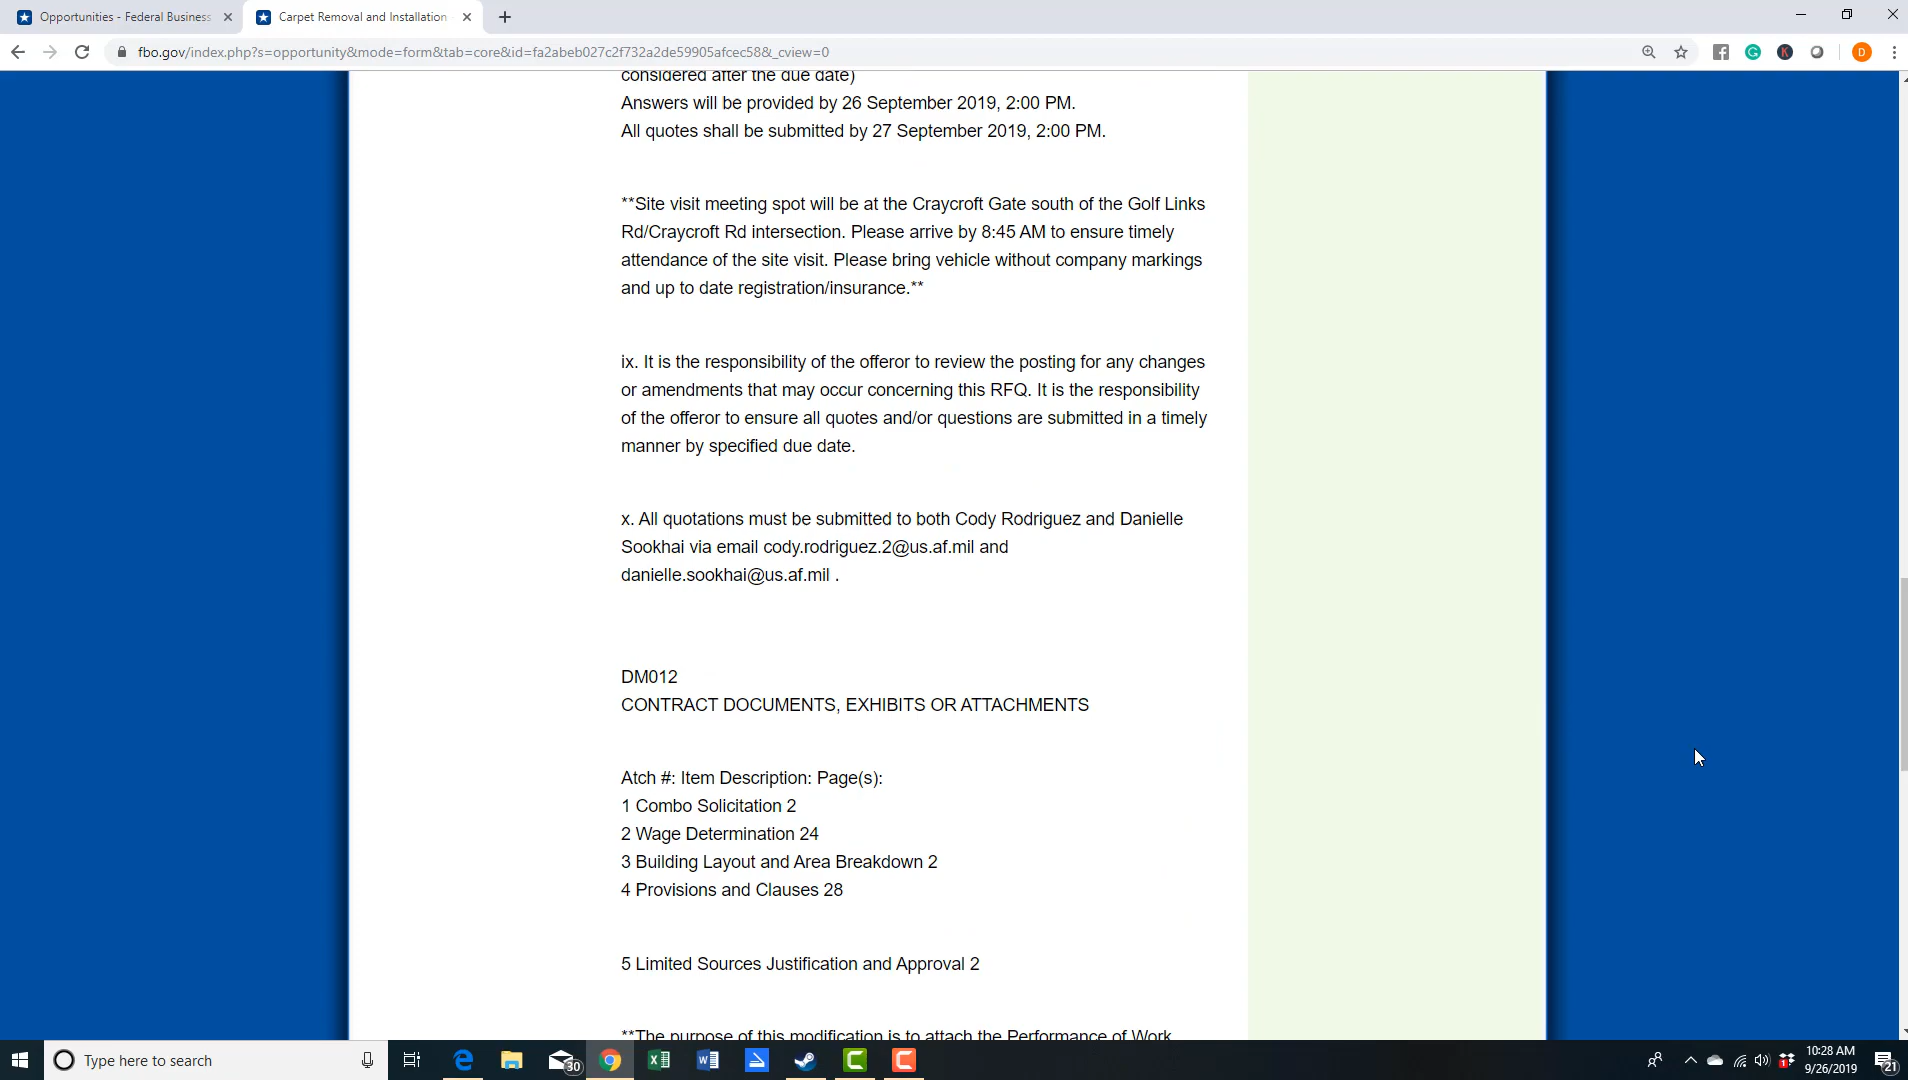 Opportunities - Federal Business
Carpet Removal and Installation
fbo.gov/index.php?s=opportunity&mode=form&tab=core&id=fa2abeb027c2f732a2de59905afcec58&_cview=0
considered after the due date)
Answers will be provided by 26 September 2019, 2:00 PM.
All quotes shall be submitted by 27 September 2019, 2:00 PM.
**Site visit meeting spot will be at the Craycroft Gate south of the Golf Links
Rd/Craycroft Rd intersection. Please arrive by 8:45 AM to ensure timely
attendance of the site visit. Please bring vehicle without company markings
and up to date registration/insurance.**
ix. It is the responsibility of the offeror to review the posting for any changes
or amendments that may occur concerning this RFQ. It is the responsibility
of the offeror to ensure all quotes and/or questions are submitted in a timely
manner by specified due date.
x. All quotations must be submitted to both Cody Rodriguez and Danielle
Sookhai via email cody.rodriguez.2@us.af.mil and
danielle.sookhai@us.af.mil .
DM012
CONTRACT DOCUMENTS, EXHIBITS OR ATTACHMENTS
Atch #: Item Description: Page(s):
1 Combo Solicitation 2
2 Wage Determination 24
3 Building Layout and Area Breakdown 2
4 Provisions and Clauses 28
5 Limited Sources Justification and Approval 2
**The purpose of this modification is to attach the Performance of Work
Type here to search
30
10:28 AM
9/26/2019
21